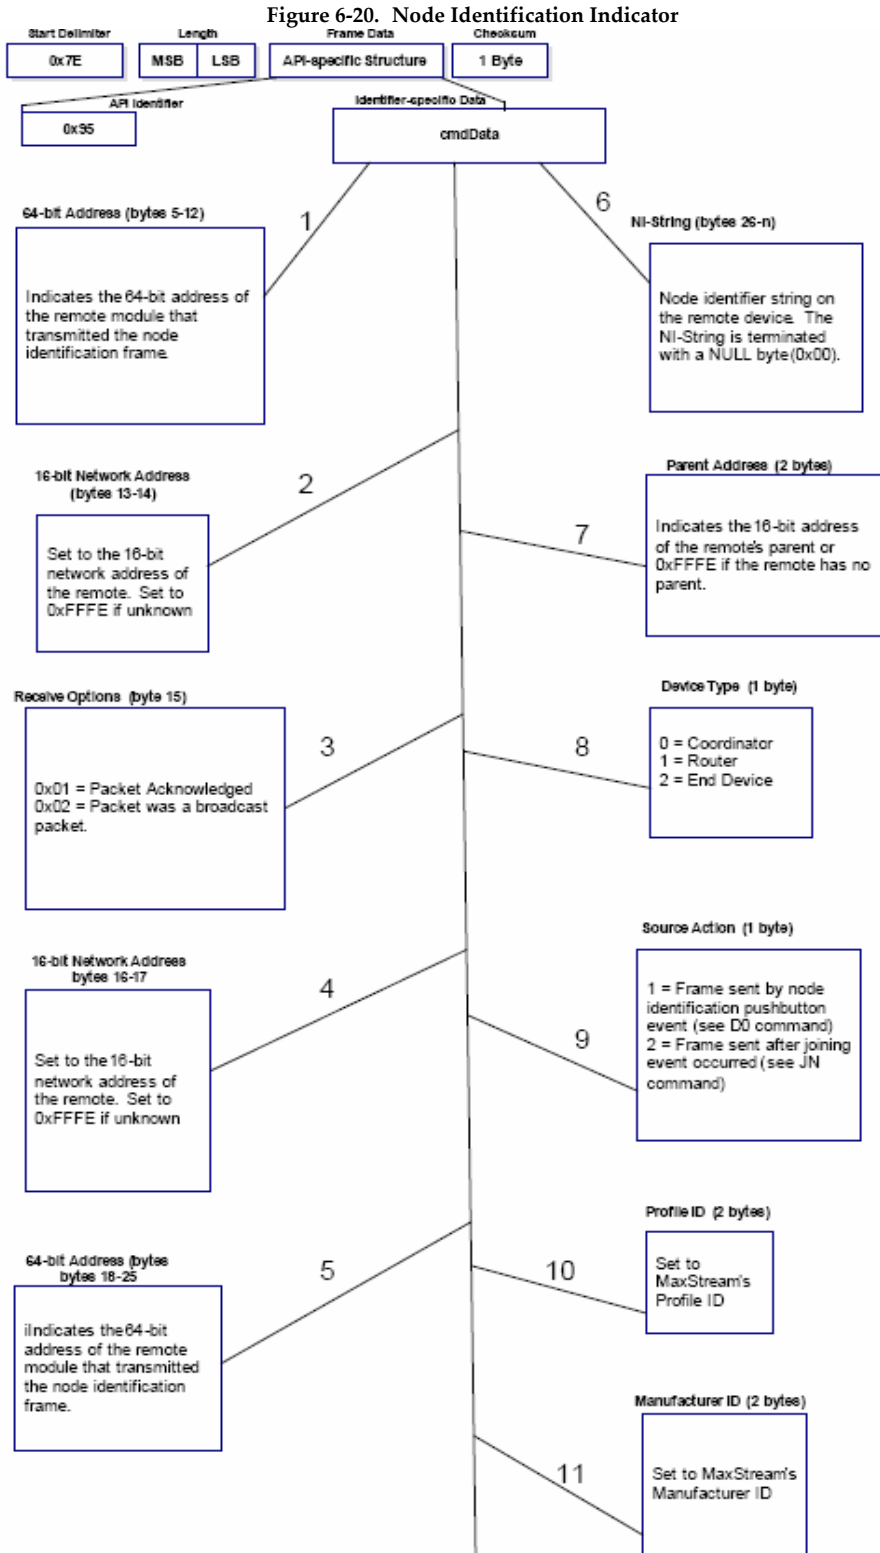 Figure 6-20. Node Identification Indicator
Start Delimiter
Length
Frame Data
Checksum
0x7E
MSB
LSB
API-specific Structure
1 Byte
API Identifier
Identifier-specific Data
0x95
cmdData
1
6
64-bit Address (bytes 5-12)
Indicates the 64-bit address of
the remote module that
transmitted the node
identification frame.
NI-String (bytes 26-n)
Node identifier string on
the remote device. The
NI-String is terminated
with a NULL byte(0x00).
16-bit Network Address
(bytes 13-14)
2
Set to the 16-bit
network address of
the remote. Set to
0xFFFE if unknown
Parent Address (2 bytes)
7
Indicates the 16-bit address
of the remote's parent or
0xFFFE if the remote has no
parent.
Receive Options (byte 15)
3
0x01 = Packet Acknowledged
0x02 = Packet was a broadcast
packet.
Device Type (1 byte)
8
0 = Coordinator
1 = Router
2 = End Device
16-bit Network Address
bytes 16-17
4
Set to the 16-bit
network address of
the remote. Set to
0xFFFE if unknown
Source Action (1 byte)
9
1 = Frame sent by node
identification pushbutton
event (see D0 command)
2 = Frame sent after joining
event occurred (see JN
command)
64-bit Address (bytes
bytes 18-25
5
iIndicates the 64-bit
address of the remote
module that transmitted
the node identification
frame.
Profile ID (2 bytes)
10
Set to
MaxStream's
Profile ID
Manufacturer ID (2 bytes)
11
Set to MaxStream's
Manufacturer ID